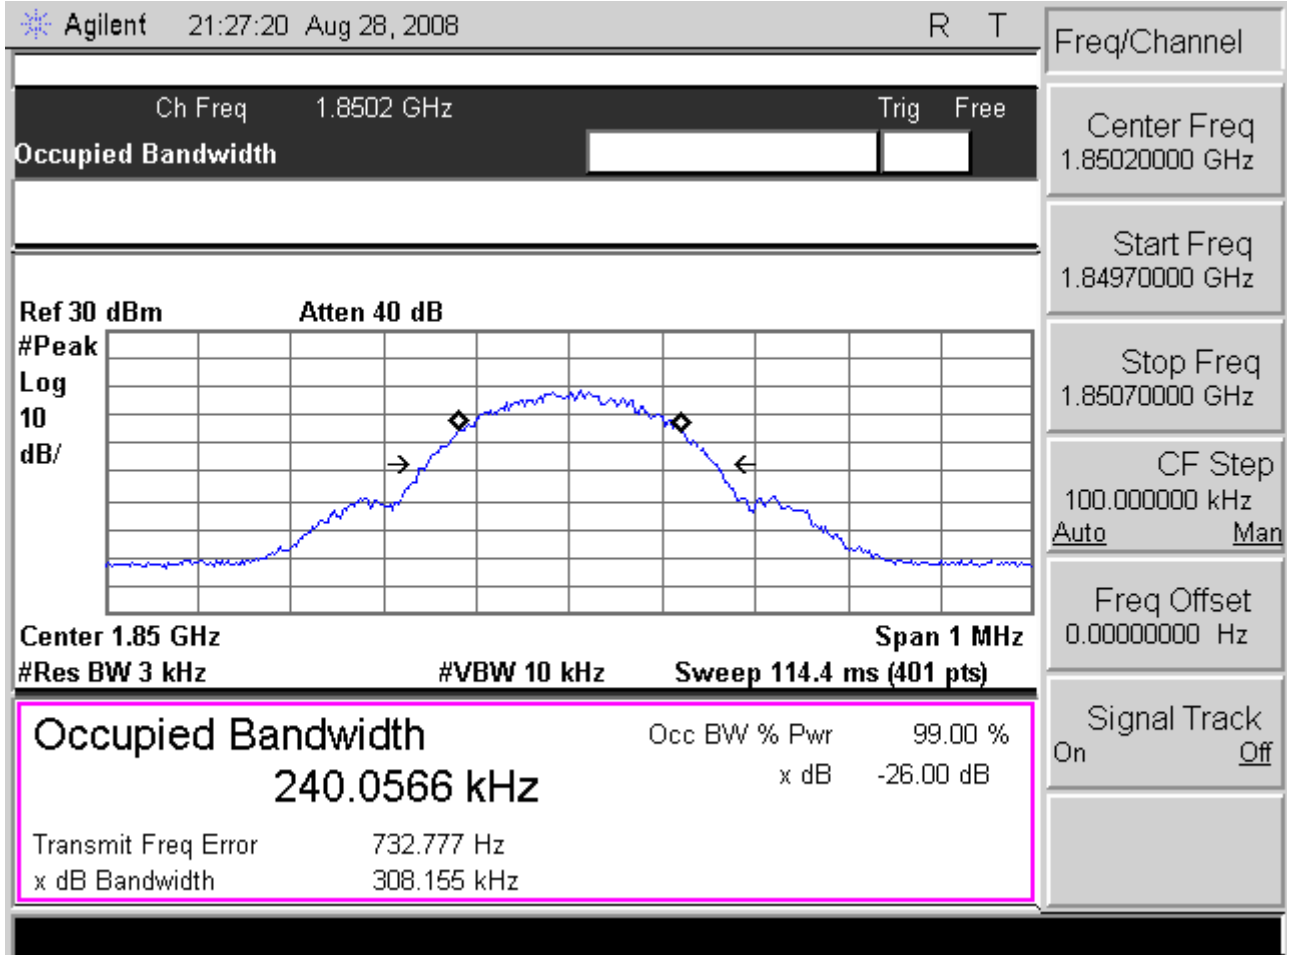 Agilent 21:27:20 Aug 28, 2008 R T
Ch Freq 1.8502 GHz Trig Free
Occupied Bandwidth
Ref 30 dBm Atten 40 dB
#Peak
Log
10
dB/
Center 1.85 GHz Span 1 MHz
#Res BW 3 kHz #VBW 10 kHz Sweep 114.4 ms (401 pts)
Occupied Bandwidth Occ BW % Pwr 99.00 %
240.0566 kHz x dB -26.00 dB
Transmit Freq Error 732.777 Hz
x dB Bandwidth 308.155 kHz
Freq/Channel
Center Freq
1.85020000 GHz
Start Freq
1.84970000 GHz
Stop Freq
1.85070000 GHz
CF Step
100.000000 kHz
Auto Man
Freq Offset
0.00000000 Hz
Signal Track
On Off